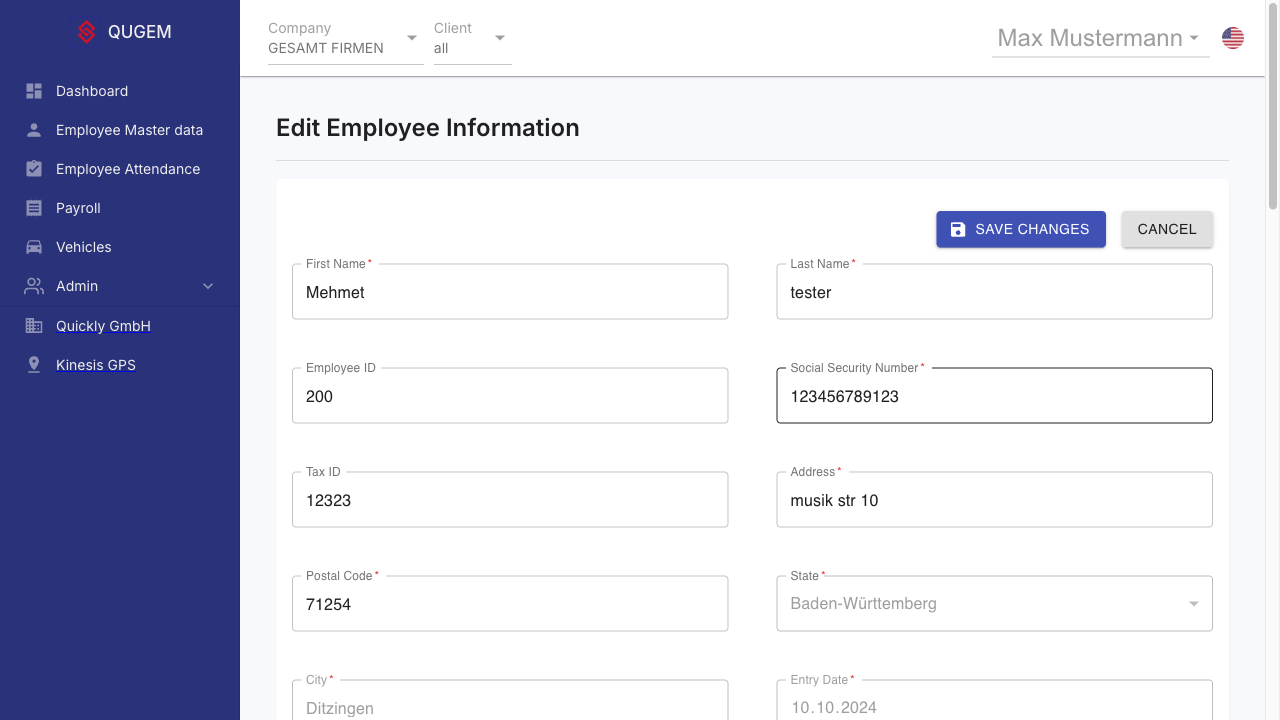 QUGEM
Dashboard
Employee Master data
Employee Attendance
Payroll
Vehicles
Admin
Quickly GmbH
Kinesis GPS
Company
GESAMT FIRMEN
Client
all
Max Mustermann
Edit Employee Information
SAVE CHANGES
CANCEL
First Name *
Mehmet
Last Name *
tester
Employee ID
200
Social Security Number *
123456789123
Tax ID
12323
Address *
musik str 10
Postal Code *
71254
State *
Baden-Württemberg
City *
Ditzingen
Entry Date *
10.10.2024